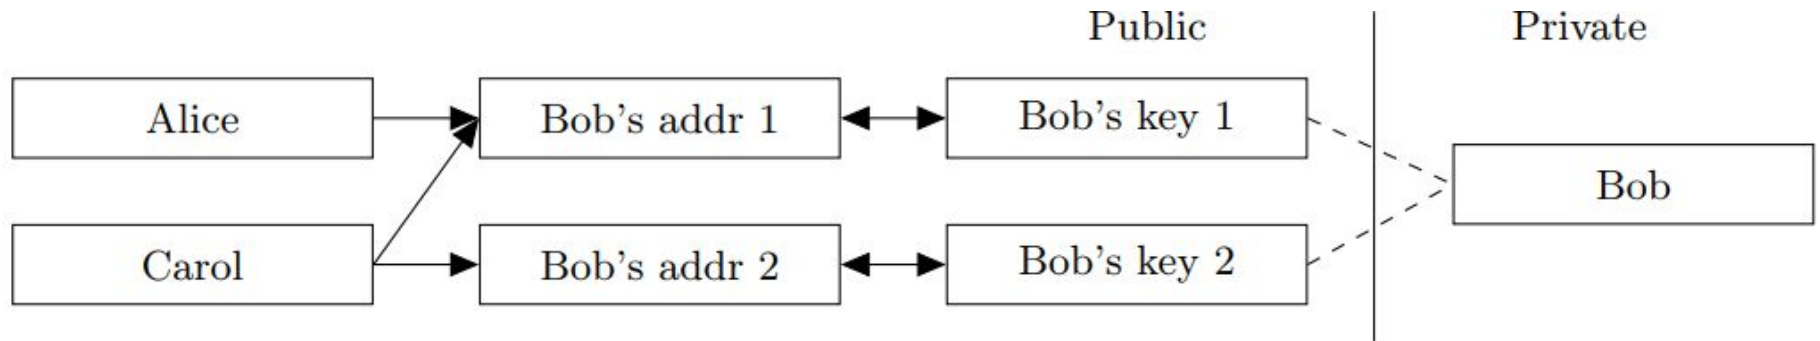 Public
Private
Alice
Bob's addr 1
Bob's key 1
Bob
Carol
Bob's addr 2
Bob's key 2